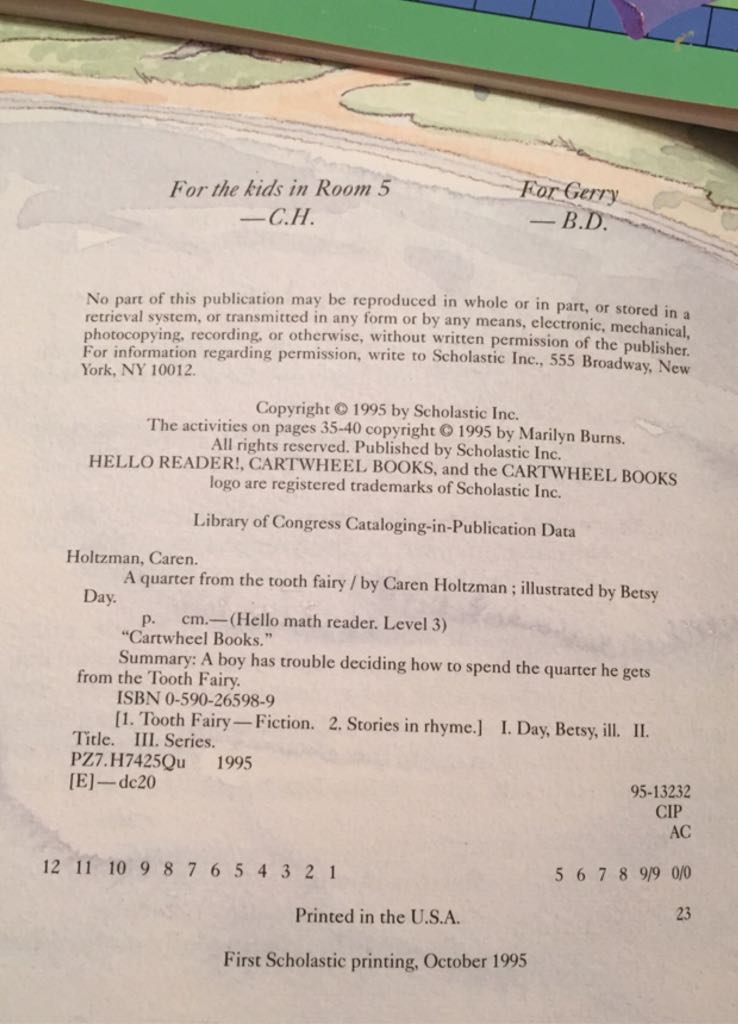 For the kids in Room 5 For Gerry
—C.H. — B.D.
No part of this publication may be reproduced in whole or in part, or stored in a
retrieval system, or transmitted in any form or by any means, electronic, mechanical,
photocopying, recording, or otherwise, without written permission of the publisher.
For information regarding permission, write to Scholastic Inc., 555 Broadway, New
York, NY 10012.
Copyright © 1995 by Scholastic Inc.
The activities on pages 35-40 copyright © 1995 by Marilyn Burns.
All rights reserved. Published by Scholastic Inc.
HELLO READER!, CARTWHEEL BOOKS, and the CARTWHEEL BOOKS
logo are registered trademarks of Scholastic Inc.
Library of Congress Cataloging-in-Publication Data
Holtzman, Caren.
A quarter from the tooth fairy / by Caren Holtzman ; illustrated by Betsy
Day.
p. cm.—(Hello math reader. Level 3)
“Cartwheel Books.”
Summary: A boy has trouble deciding how to spend the quarter he gets
from the Tooth Fairy.
ISBN 0-590-26598-9
[1. Tooth Fairy—Fiction. 2. Stories in rhyme.] I. Day, Betsy, ill. II.
Title. III. Series.
PZ7.H7425Qu 1995
[E]—dc20
95-13232
CIP
AC
12 11 10 9 8 7 6 5 4 3 2 1 5 6 7 8 9/9 0/0
Printed in the U.S.A. 23
First Scholastic printing, October 1995